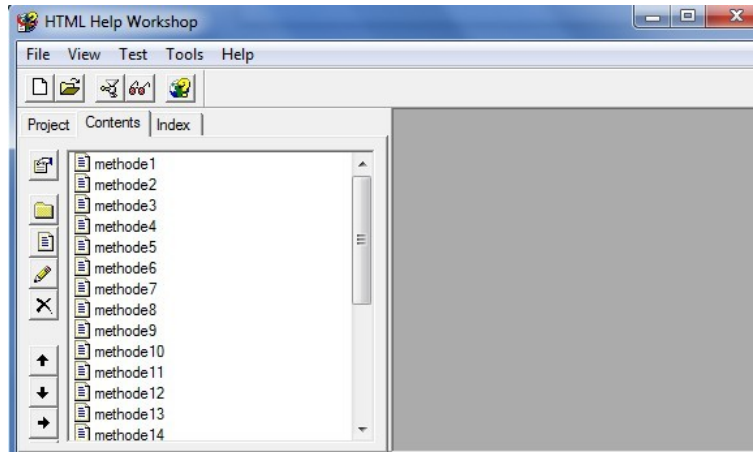 HTML Help Workshop
File View Test Tools Help
Project Contents Index
methode1
methode2
methode3
methode4
methode5
methode6
methode7
methode8
methode9
methode10
methode11
methode12
methode13
methode14